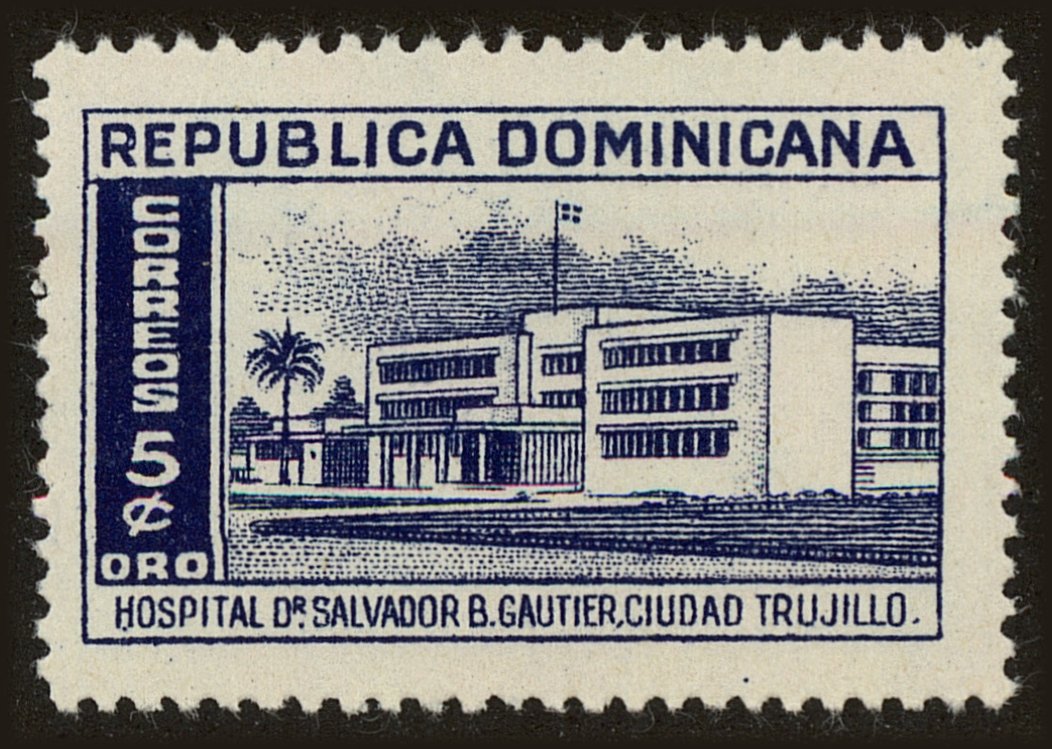 REPUBLICA DOMINICANA
CORREOS 5¢
ORO
HOSPITAL DR. SALVADOR B. GAUTIER, CIUDAD TRUJILLO.